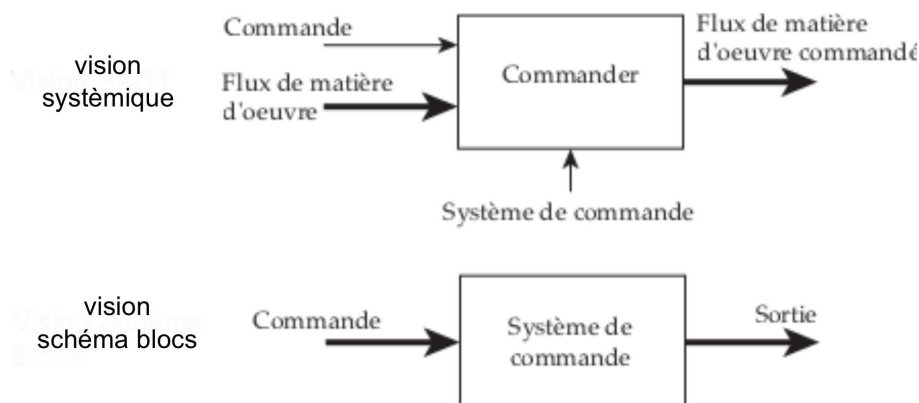 Commande
Flux de matière
d'oeuvre commandé
vision
systèmique
Flux de matière
d'oeuvre
Commander
Système de commande
vision
schéma blocs
Commande
Système de
commande
Sortie